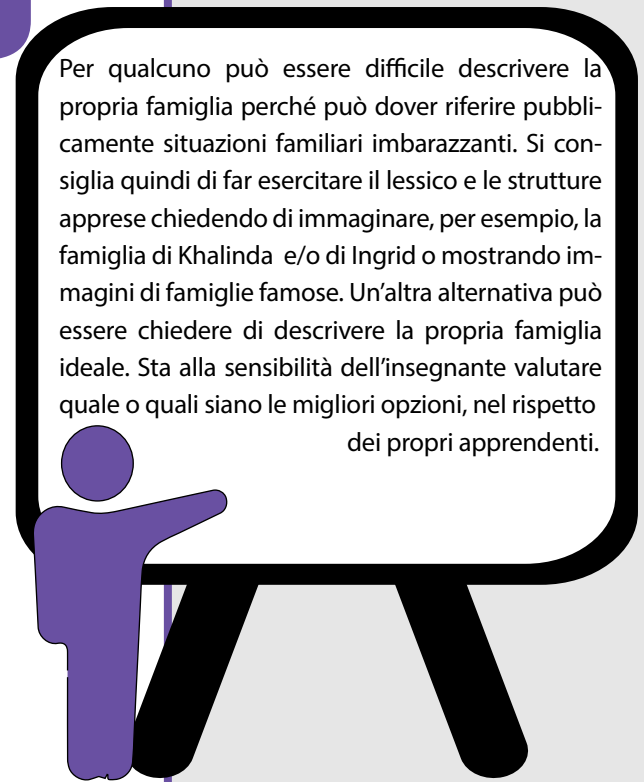 Per qualcuno può essere difficile descrivere la
propria famiglia perché può dover riferire pubbli-
camente situazioni familiari imbarazzanti. Si con-
siglia quindi di far esercitare il lessico e le strutture
apprese chiedendo di immaginare, per esempio, la
famiglia di Khalinda e/o di Ingrid o mostrando im-
magini di famiglie famose. Un’altra alternativa può
essere chiedere di descrivere la propria famiglia
ideale. Sta alla sensibilità dell’insegnante valutare
quale o quali siano le migliori opzioni, nel rispetto
dei propri apprendenti.